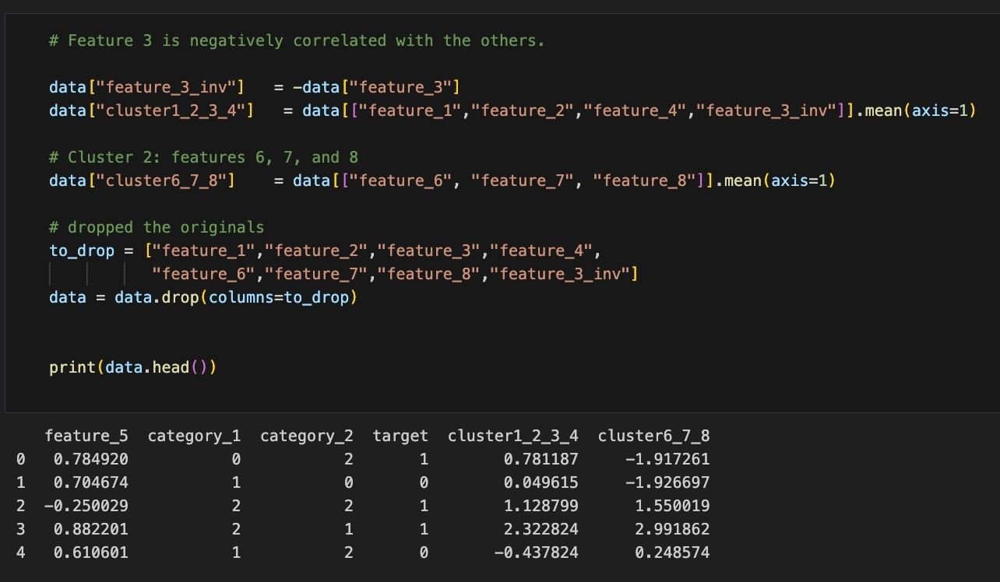 # Feature 3 is negatively correlated with the others.
data["feature_3_inv"]   = -data["feature_3"]
data["cluster1_2_3_4"]   = data[["feature_1","feature_2","feature_4","feature_3_inv"]].mean(axis=1)
# Cluster 2: features 6, 7, and 8
data["cluster6_7_8"]    = data[["feature_6", "feature_7", "feature_8"]].mean(axis=1)
# dropped the originals
to_drop = ["feature_1","feature_2","feature_3","feature_4",
           "feature_6","feature_7","feature_8","feature_3_inv"]
data = data.drop(columns=to_drop)
print(data.head())
   feature_5  category_1  category_2  target  cluster1_2_3_4  cluster6_7_8
0   0.784920           0           2       1        0.781187     -1.917261
1   0.704674           1           0       0        0.049615     -1.926697
2  -0.250029           2           2       1        1.128799      1.550019
3   0.882201           2           1       1        2.322824      2.991862
4   0.610601           1           2       0       -0.437824      0.248574